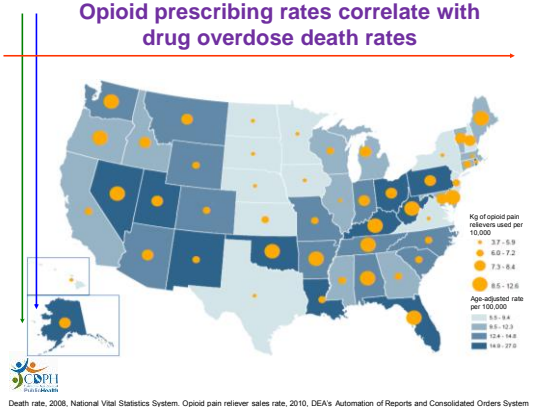 Opioid prescribing rates correlate with
drug overdose death rates
Kg of opioid pain
relievers used per
10,000
3.7 - 5.9
6.0 - 7.2
7.3 - 8.4
8.5 - 12.6
Age-adjusted rate
per 100,000
5.5 - 9.4
9.5 - 12.3
12.4 - 14.8
14.9 - 27.0
CDPH
PublicHealth
Death rate, 2008, National Vital Statistics System. Opioid pain reliever sales rate, 2010, DEA's Automation of Reports and Consolidated Orders System